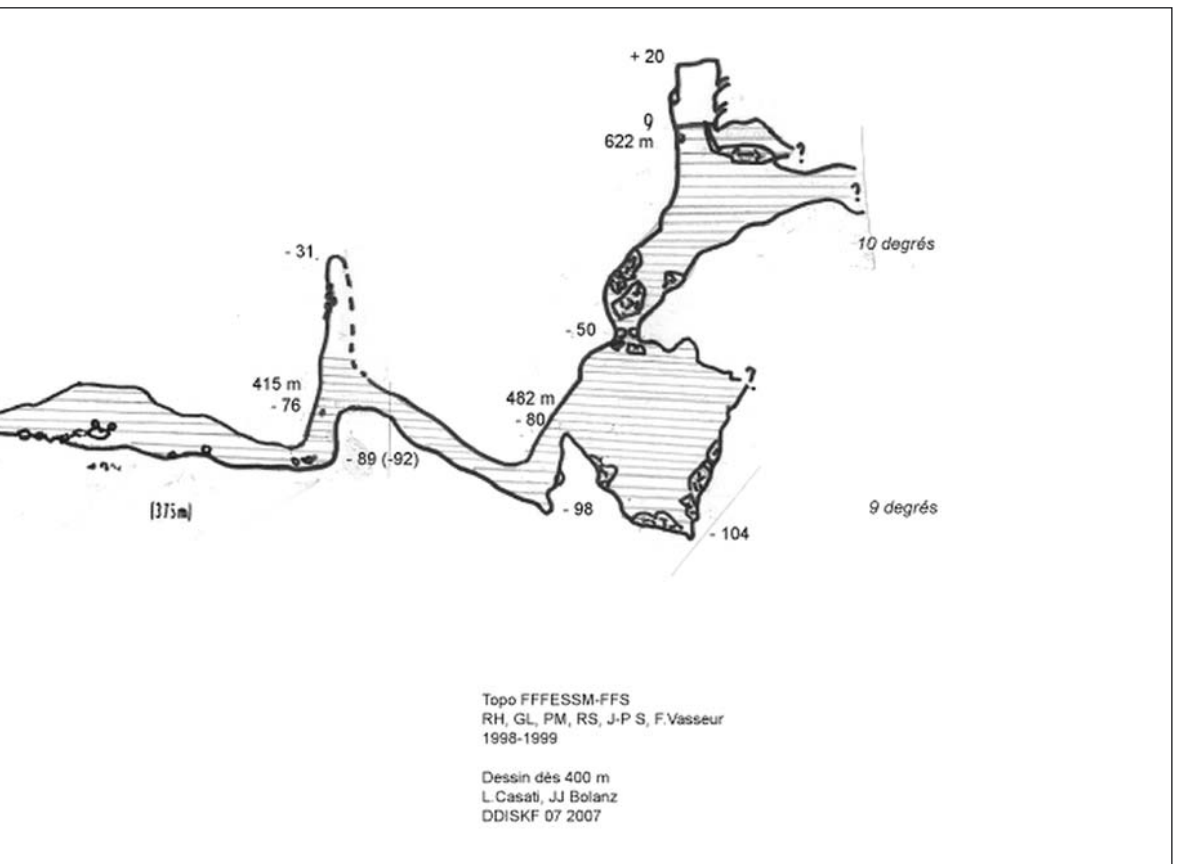 + 20
0
622 m
?
?
10 degrés
- 31
- 50
?
415 m
- 76
482 m
- 80
- 89 (-92)
(375m)
- 98
9 degrés
- 104
Topo FFFESSM-FFS
RH, GL, PM, RS, J-P S, F.Vasseur
1998-1999
Dessin dès 400 m
L.Casati, JJ Bolanz
DDISKF 07 2007